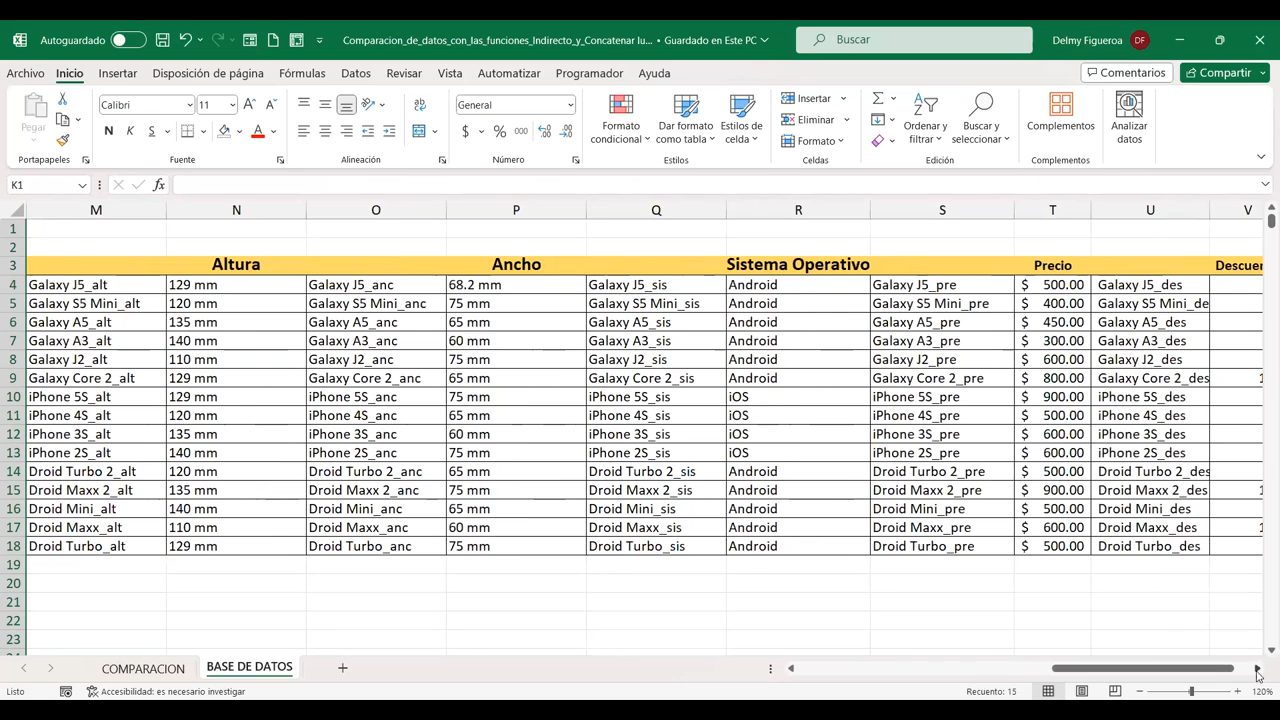 Autoguardado
Comparacion_de_datos_con_las_funciones_Indirecto_y_Concatenar lu... • Guardado en Este PC
Buscar
Delmy Figueroa DF
Archivo Inicio Insertar Disposición de página Fórmulas Datos Revisar Vista Automatizar Programador Ayuda
Comentarios Compartir
Pegar
Calibri 11
N K S
General
$ % 000
Formato condicional
Dar formato como tabla
Estilos de celda
Insertar
Eliminar
Formato
Ordenar y filtrar
Buscar y seleccionar
Complementos
Analizar datos
Portapapeles Fuente Alineación Número Estilos Celdas Edición Complementos
K1 fx
M N O P Q R S T U V
1
2
3 Altura Ancho Sistema Operativo Precio Descuen
4 Galaxy J5_alt 129 mm Galaxy J5_anc 68.2 mm Galaxy J5_sis Android Galaxy J5_pre $ 500.00 Galaxy J5_des
5 Galaxy S5 Mini_alt 120 mm Galaxy S5 Mini_anc 75 mm Galaxy S5 Mini_sis Android Galaxy S5 Mini_pre $ 400.00 Galaxy S5 Mini_de
6 Galaxy A5_alt 135 mm Galaxy A5_anc 65 mm Galaxy A5_sis Android Galaxy A5_pre $ 450.00 Galaxy A5_des
7 Galaxy A3_alt 140 mm Galaxy A3_anc 60 mm Galaxy A3_sis Android Galaxy A3_pre $ 300.00 Galaxy A3_des
8 Galaxy J2_alt 110 mm Galaxy J2_anc 75 mm Galaxy J2_sis Android Galaxy J2_pre $ 600.00 Galaxy J2_des
9 Galaxy Core 2_alt 129 mm Galaxy Core 2_anc 65 mm Galaxy Core 2_sis Android Galaxy Core 2_pre $ 800.00 Galaxy Core 2_des 1
10 iPhone 5S_alt 129 mm iPhone 5S_anc 75 mm iPhone 5S_sis iOS iPhone 5S_pre $ 900.00 iPhone 5S_des
11 iPhone 4S_alt 120 mm iPhone 4S_anc 65 mm iPhone 4S_sis iOS iPhone 4S_pre $ 500.00 iPhone 4S_des
12 iPhone 3S_alt 135 mm iPhone 3S_anc 60 mm iPhone 3S_sis iOS iPhone 3S_pre $ 600.00 iPhone 3S_des
13 iPhone 2S_alt 140 mm iPhone 2S_anc 75 mm iPhone 2S_sis iOS iPhone 2S_pre $ 600.00 iPhone 2S_des
14 Droid Turbo 2_alt 120 mm Droid Turbo 2_anc 65 mm Droid Turbo 2_sis Android Droid Turbo 2_pre $ 500.00 Droid Turbo 2_des
15 Droid Maxx 2_alt 135 mm Droid Maxx 2_anc 75 mm Droid Maxx 2_sis Android Droid Maxx 2_pre $ 900.00 Droid Maxx 2_des 1
16 Droid Mini_alt 140 mm Droid Mini_anc 75 mm Droid Mini_sis Android Droid Mini_pre $ 500.00 Droid Mini_des
17 Droid Maxx_alt 110 mm Droid Maxx_anc 60 mm Droid Maxx_sis Android Droid Maxx_pre $ 600.00 Droid Maxx_des 1
18 Droid Turbo_alt 129 mm Droid Turbo_anc 75 mm Droid Turbo_sis Android Droid Turbo_pre $ 500.00 Droid Turbo_des
19
20
21
22
23
COMPARACION BASE DE DATOS
Listo Accesibilidad: es necesario investigar Recuento: 15 120%